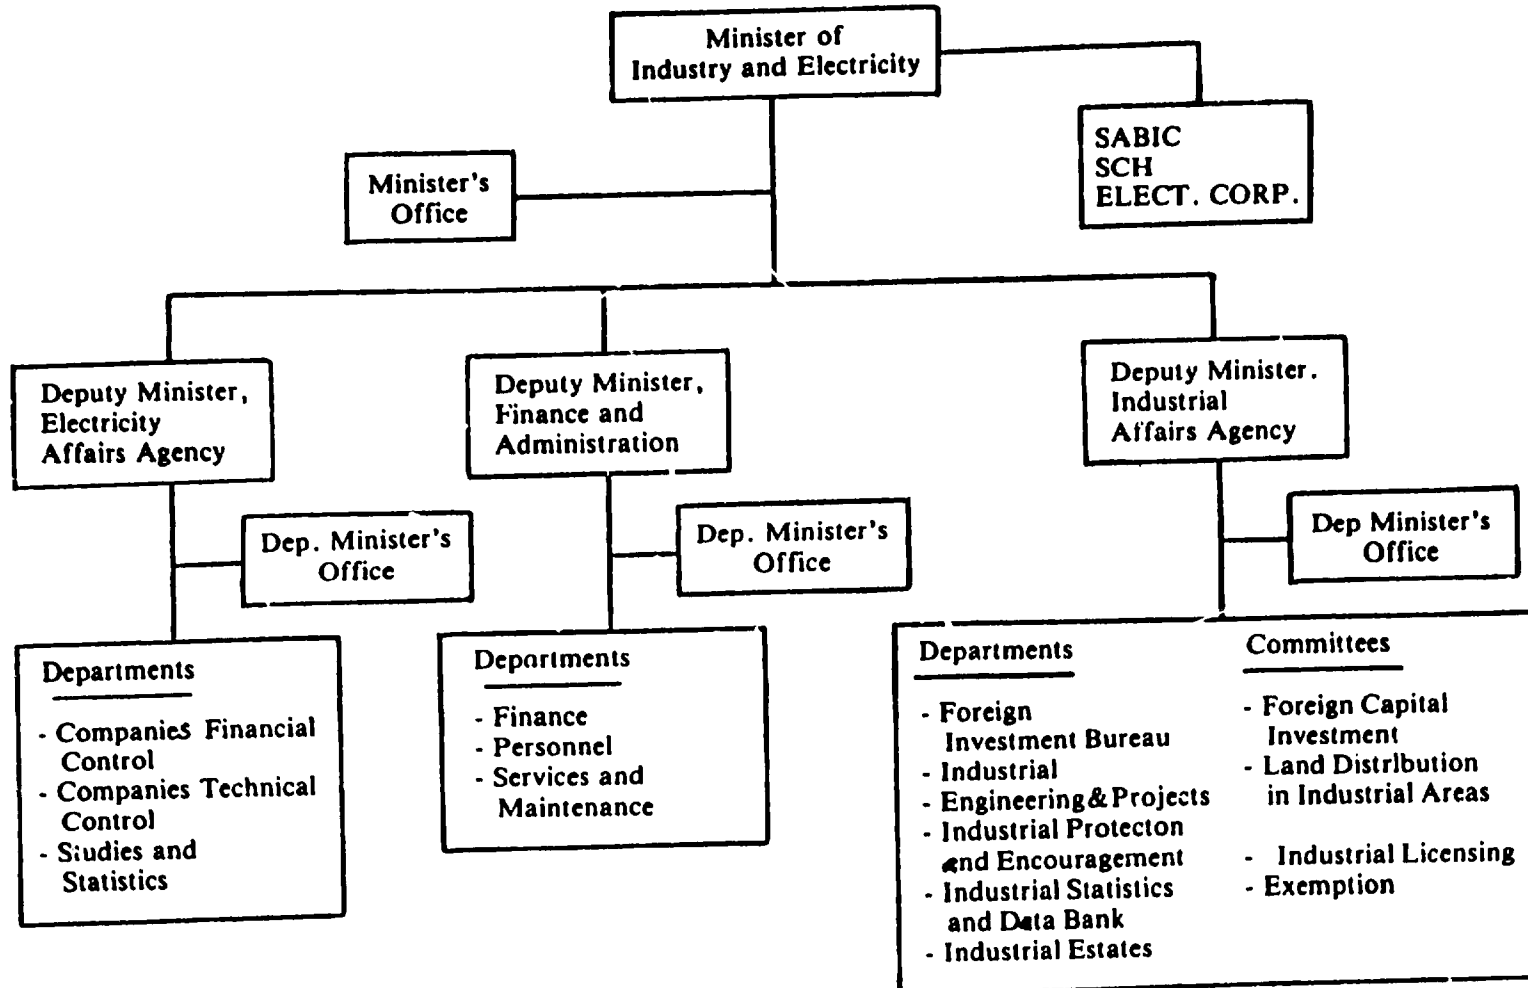 Minister of
Industry and Electricity
SABIC
SCH
ELECT. CORP.
Minister's
Office
Deputy Minister,
Electricity
Affairs Agency
Deputy Minister,
Finance and
Administration
Deputy Minister.
Industrial
Affairs Agency
Dep. Minister's
Office
Dep. Minister's
Office
Dep Minister's
Office
Departments
- Companies Financial
Control
- Companies Technical
Control
- Studies and
Statistics
Departments
- Finance
- Personnel
- Services and
Maintenance
Departments
- Foreign
Investment Bureau
- Industrial
- Engineering & Projects
- Industrial Protecton
and Encouragement
- Industrial Statistics
and Data Bank
- Industrial Estates
Committees
- Foreign Capital
Investment
- Land Distribution
in Industrial Areas
- Industrial Licensing
- Exemption